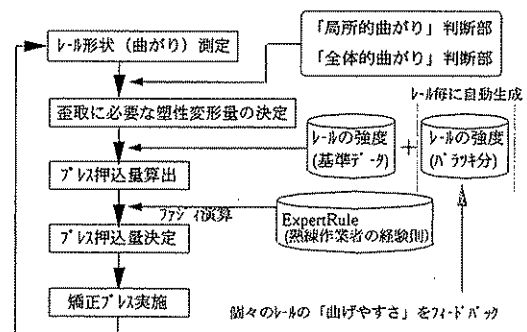 ﾚｰﾙ形状（曲がり）測定
「局所的曲がり」判断部
「全体的曲がり」判断部
ﾚｰﾙ毎に自動生成
歪取に必要な塑性変形量の決定
ﾚｰﾙの強度
(基準ﾃﾞｰﾀ)
+
ﾚｰﾙの強度
(ﾊﾞﾗﾂｷ分)
ﾌﾟﾚｽ押込量算出
ﾌｧｼﾞｨ演算
ExpertRule
(熟練作業者の経験則)
ﾌﾟﾚｽ押込量決定
矯正ﾌﾟﾚｽ実施
個々のﾚｰﾙの「曲げやすさ」をﾌｨｰﾄﾞﾊﾞｯｸ